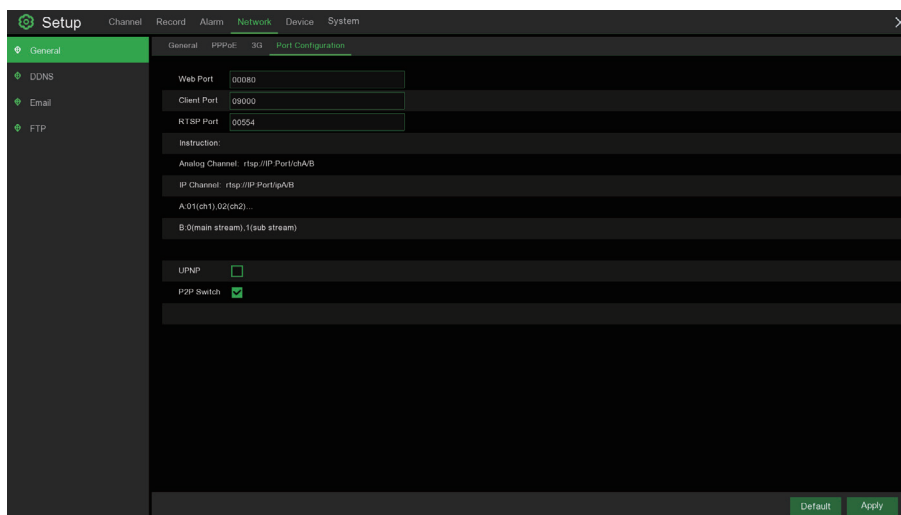 Setup Channel Record Alarm Network Device System
General General PPPoE 3G Port Configuration
DDNS Web Port 00080
Email Client Port 09000
FTP RTSP Port 00554
Instruction:
Analog Channel: rtsp://IP:Port/chA/B
IP Channel: rtsp://IP:Port/ipA/B
A:01(ch1),02(ch2)...
B:0(main stream),1(sub stream)
UPNP
P2P Switch
Default Apply